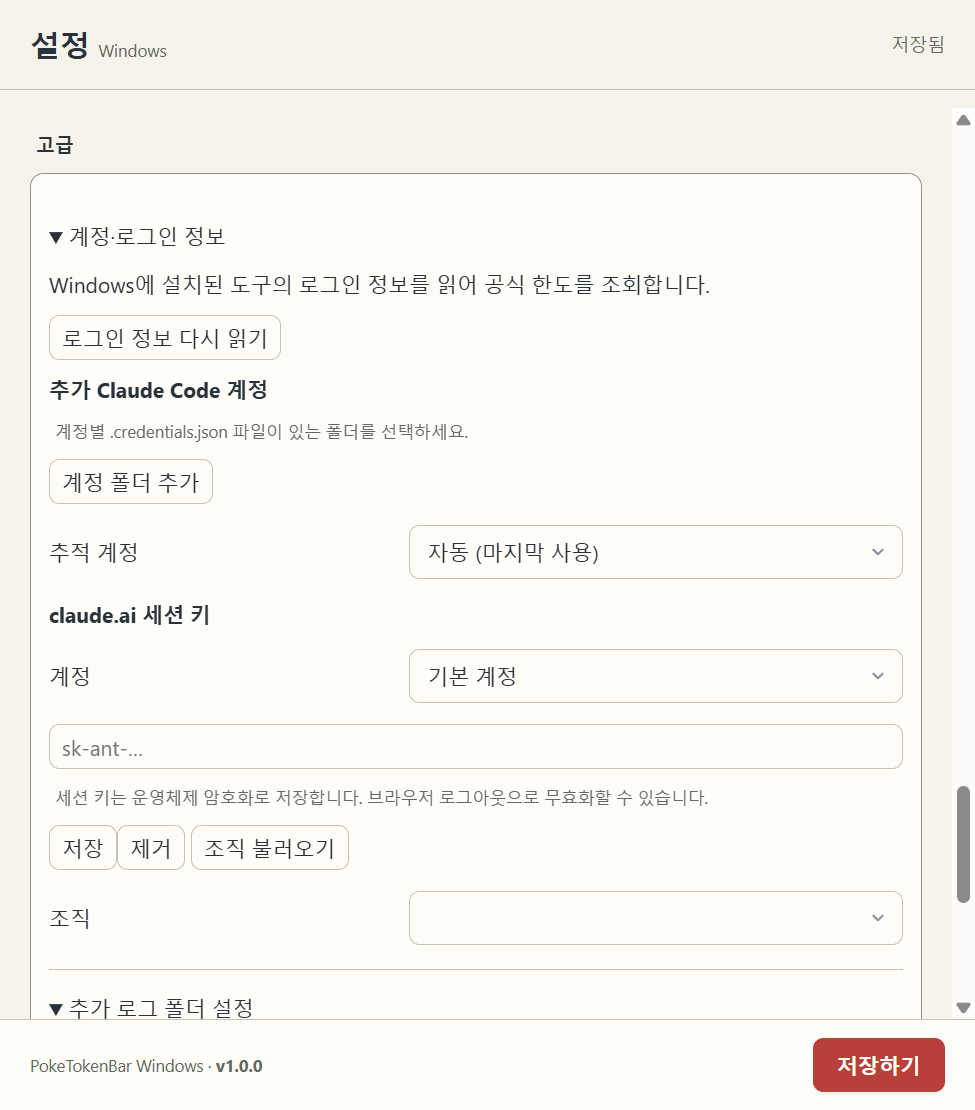 설정 Windows
저장됨
고급
▼ 계정·로그인 정보
Windows에 설치된 도구의 로그인 정보를 읽어 공식 한도를 조회합니다.
로그인 정보 다시 읽기
추가 Claude Code 계정
계정별 .credentials.json 파일이 있는 폴더를 선택하세요.
계정 폴더 추가
추적 계정
자동 (마지막 사용)
claude.ai 세션 키
계정
기본 계정
sk-ant-...
세션 키는 운영체제 암호화로 저장합니다. 브라우저 로그아웃으로 무효화할 수 있습니다.
저장 제거 조직 불러오기
조직
▼ 추가 로그 폴더 설정
PokeTokenBar Windows · v1.0.0
저장하기